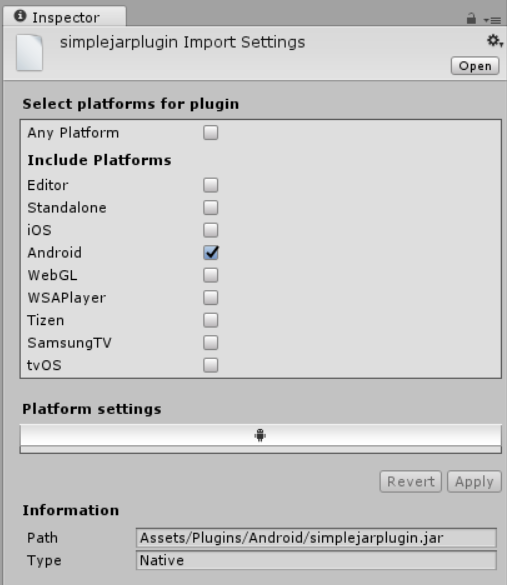 Inspector
simplejarplugin Import Settings
Open
Select platforms for plugin
Any Platform
Include Platforms
Editor
Standalone
iOS
Android
WebGL
WSAPlayer
Tizen
SamsungTV
tvOS
Platform settings
Revert Apply
Information
Path Assets/Plugins/Android/simplejarplugin.jar
Type Native